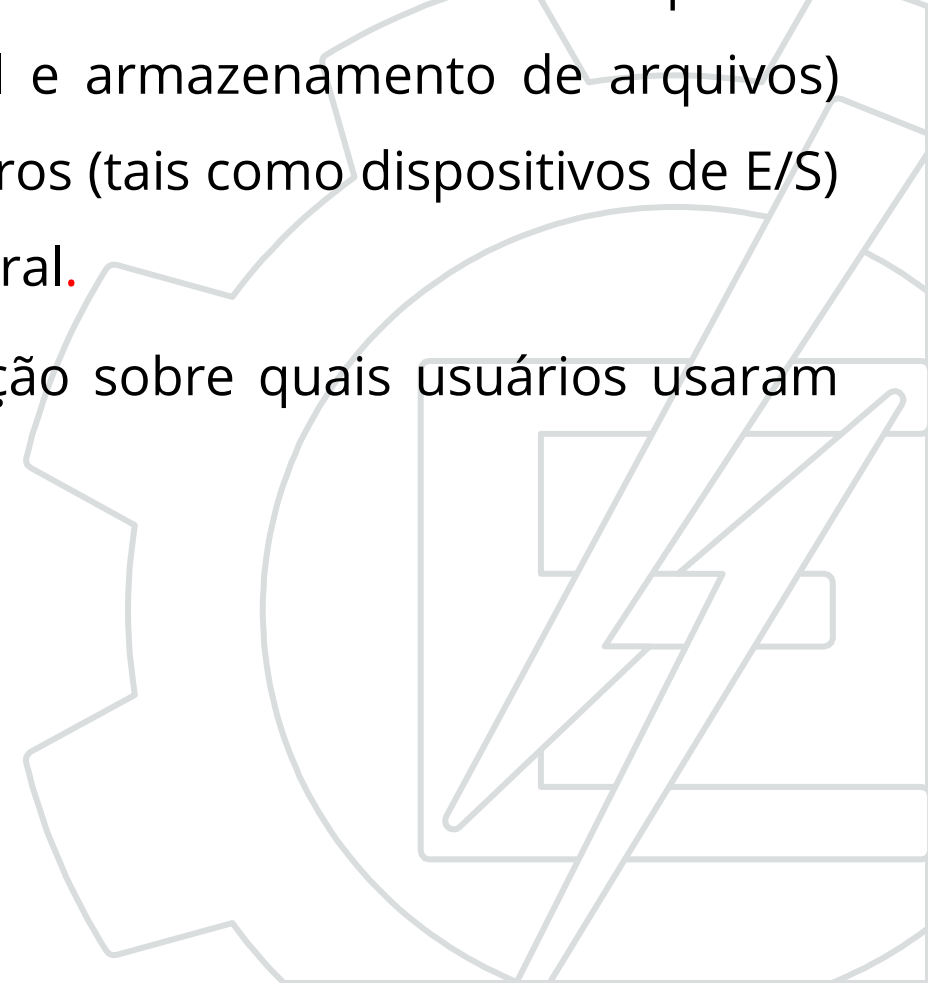 e armazenamento de arquivos)
ros (tais como dispositivos de E/S)
ral.
ção sobre quais usuários usaram